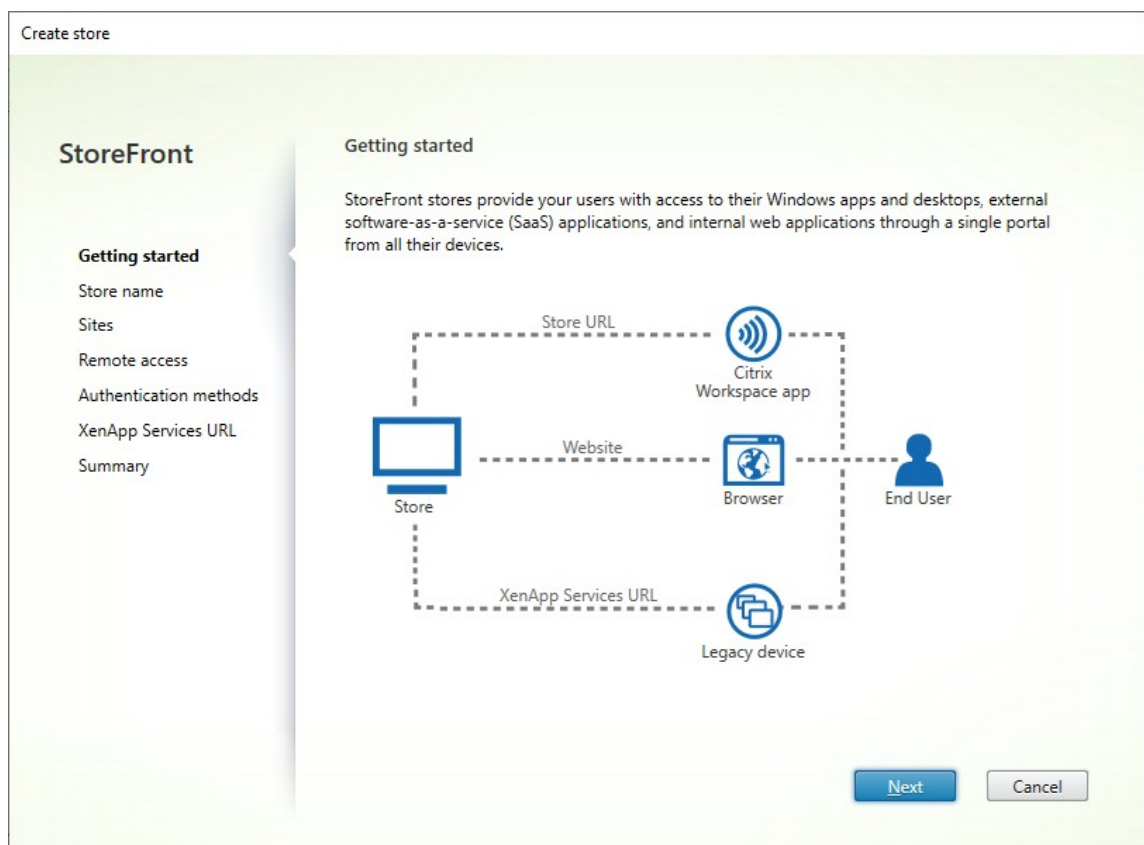 Create store
StoreFront
Getting started
Store name
Sites
Remote access
Authentication methods
XenApp Services URL
Summary
Getting started
StoreFront stores provide your users with access to their Windows apps and desktops, external
software-as-a-service (SaaS) applications, and internal web applications through a single portal
from all their devices.
Store URL
Citrix
Workspace app
Website
Store
Browser
End User
XenApp Services URL
Legacy device
Next
Cancel